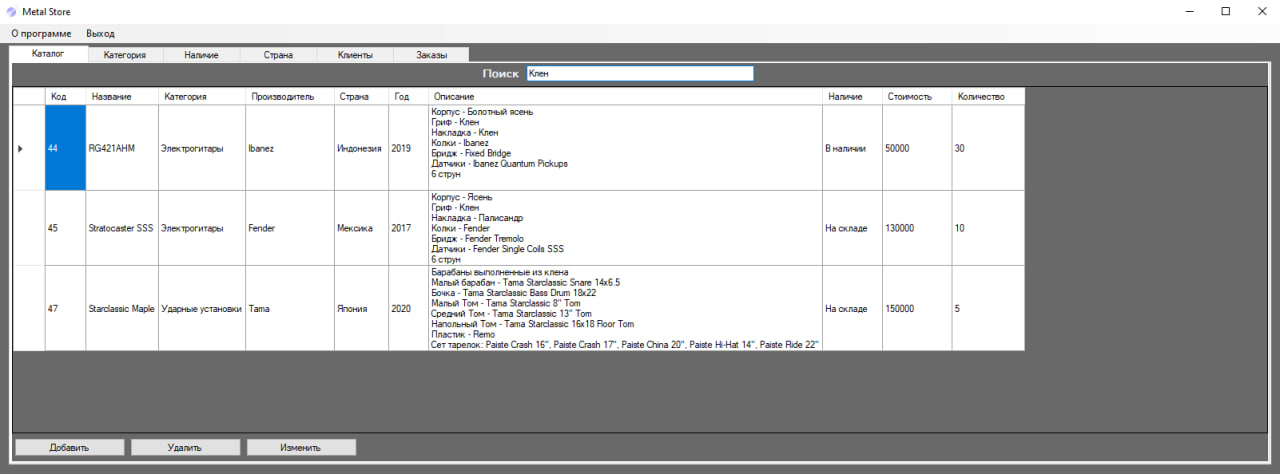 Metal Store
О программе Выход
Каталог Категория Наличие Страна Клиенты Заказы
Поиск Клен
Код Название Категория Производитель Страна Год Описание Наличие Стоимость Количество
44 RG421AHM Электрогитары Ibanez Индонезия 2019
Корпус - Болотный ясень
Гриф - Клен
Накладка - Клен
Колки - Ibanez
Бридж - Fixed Bridge
Датчики - Ibanez Quantum Pickups
6 струн
В наличии 50000 30
45 Stratocaster SSS Электрогитары Fender Мексика 2017
Корпус - Ясень
Гриф - Клен
Накладка - Палисандр
Колки - Fender
Бридж - Fender Tremolo
Датчики - Fender Single Coils SSS
6 струн
На складе 130000 10
47 Starclassic Maple Ударные установки Tama Япония 2020
Барабаны выполненные из клена
Малый барабан - Tama Starclassic Snare 14x6.5
Бочка - Tama Starclassic Bass Drum 18x22
Малый Том - Tama Starclassic 8" Tom
Средний Том - Tama Starclassic 13" Tom
Напольный Том - Tama Starclassic 16x18 Floor Tom
Пластик - Remo
Сет тарелок: Paiste Crash 16", Paiste Crash 17", Paiste China 20", Paiste Hi-Hat 14", Paiste Ride 22"
На складе 150000 5
Добавить Удалить Изменить